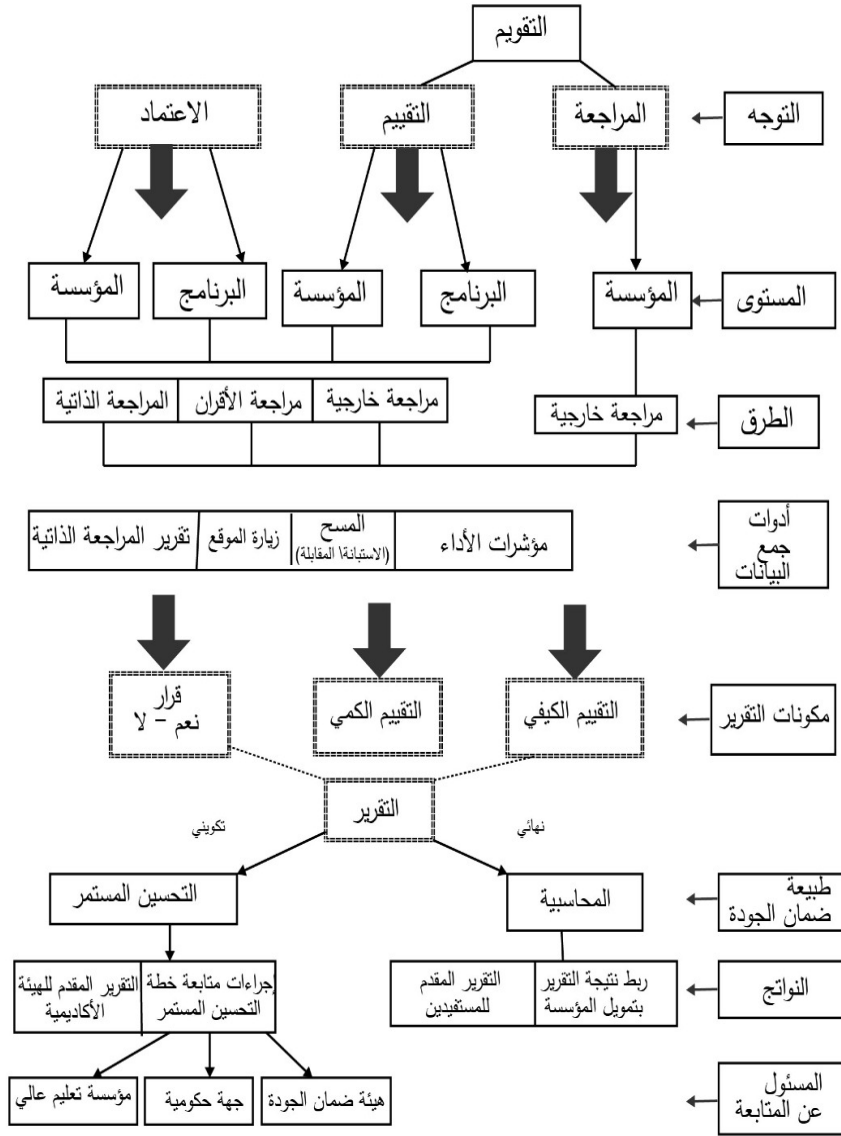 التقويم
التوجه
المراجعة
التقييم
الاعتماد
المستوى
المؤسسة
البرنامج
المؤسسة
البرنامج
المؤسسة
الطرق
مراجعة خارجية
مراجعة خارجية
مراجعة الأقران
المراجعة الذاتية
أدوات
جمع
البيانات
مؤشرات الأداء
المسح
(الاستبانة\ المقابلة)
زيارة الموقع
تقرير المراجعة الذاتية
مكونات التقرير
التقييم الكيفي
التقييم الكمي
قرار
نعم – لا
التقرير
نهائي
تكويني
طبيعة
ضمان الجودة
المحاسبية
التحسين المستمر
النواتج
ربط نتيجة التقرير
بتمويل المؤسسة
التقرير المقدم
للمستفيدين
إجراءات متابعة خطة
التحسين المستمر
التقرير المقدم للهيئة
الأكاديمية
المسئول
عن المتابعة
هيئة ضمان الجودة
جهة حكومية
مؤسسة تعليم عالي